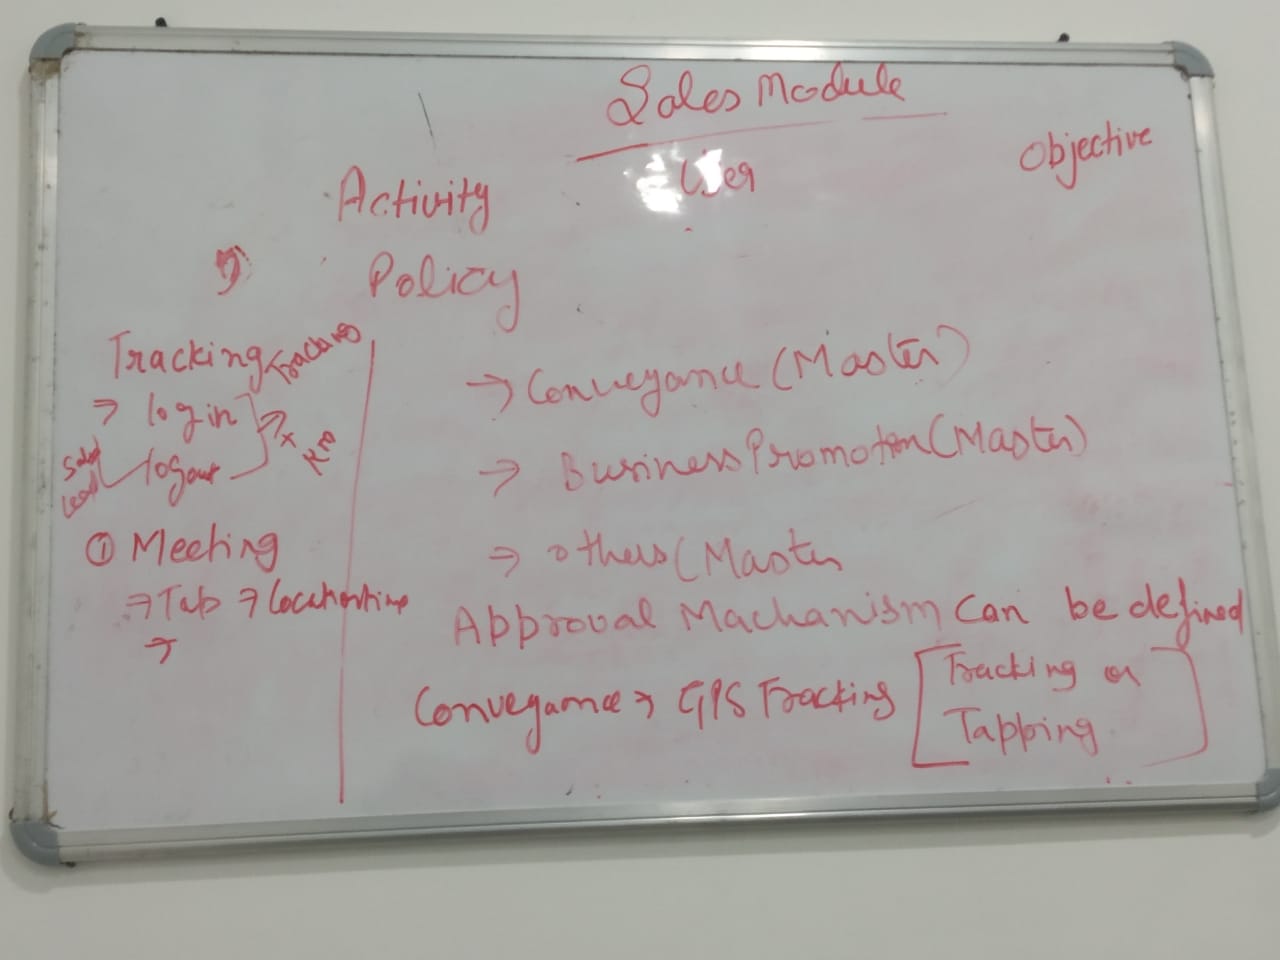 Sales Module
Activity User Objective
Policy
Tracking Tracking
→ login
logout
+ Km
Sales
Lead
① Meeting
→ Tap → Location time
→
→ Conveyance (Master)
→ Business Promotion (Master)
→ others (Master
Approval Machanism can be defined
Conveyance → GPS Tracking [Tracking or
Tapping]